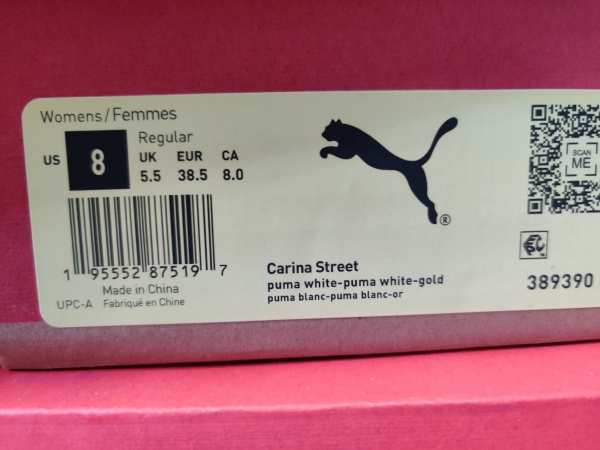 Womens/Femmes
Regular
US 8 UK EUR CA
5.5 38.5 8.0
1 95552 87519 7
Made in China
UPC-A Fabriqué en Chine
®
Carina Street
puma white-puma white-gold
puma blanc-puma blanc-or
SCAN
ME
389390